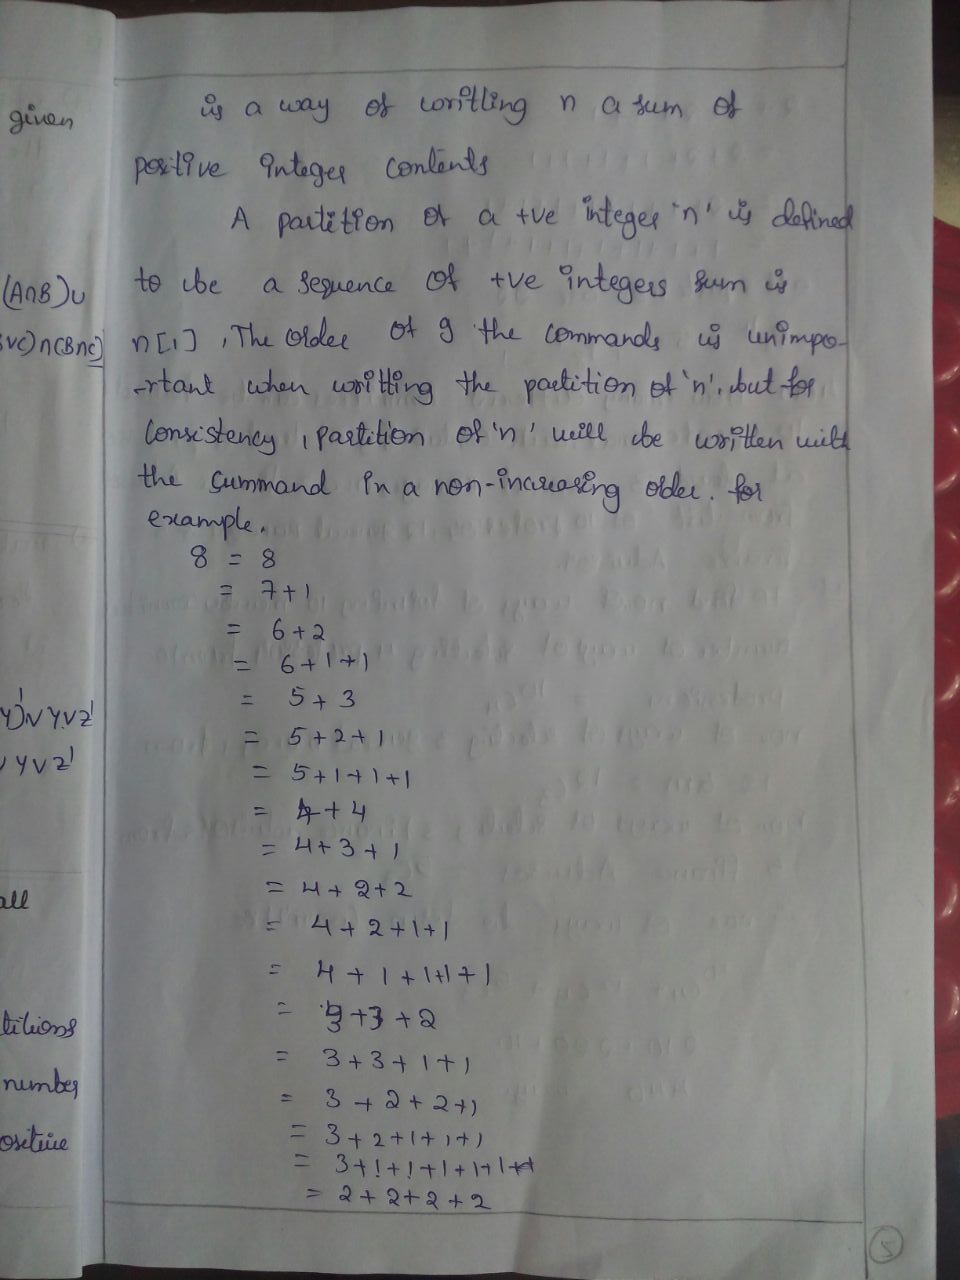 given
(A∩B)∪
∪C)∩(B∩C)
Y)∨Y∨Z'
Y∨Z'
all
titions
number
ositive
is a way of writting n a sum of
positive integer contents
A partition of a +ve integer 'n' is defined
to be a sequence of +ve integers sum is
n[1], The order of g the commands is unimpo-
-rtant when writting the partition of 'n'. but for
Consistency, partition of 'n' will be written with
the summand in a non-increasing order. for
example.
8 = 8
= 7+1
= 6+2
= 6+1+1
= 5+3
= 5+2+1
= 5+1+1+1
= 4+4
= 4+3+1
= 4+2+2
= 4+2+1+1
= 4+1+1+1+1
= 3+3+2
= 3+3+1+1
= 3+2+2+1
= 3+2+1+1+1
= 3+1+1+1+1+1
= 2+2+2+2
5